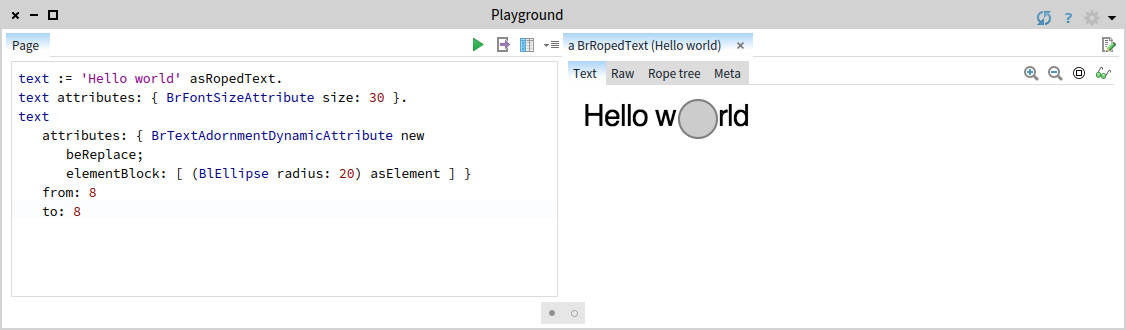 Playground
?
Page
a BrRopedText (Hello world) ×
text := 'Hello world' asRopedText.
text attributes: { BrFontSizeAttribute size: 30 }.
text
attributes: { BrTextAdornmentDynamicAttribute new
beReplace;
elementBlock: [ (BlEllipse radius: 20) asElement ] }
from: 8
to: 8
Text Raw Rope tree Meta
Hello w rld